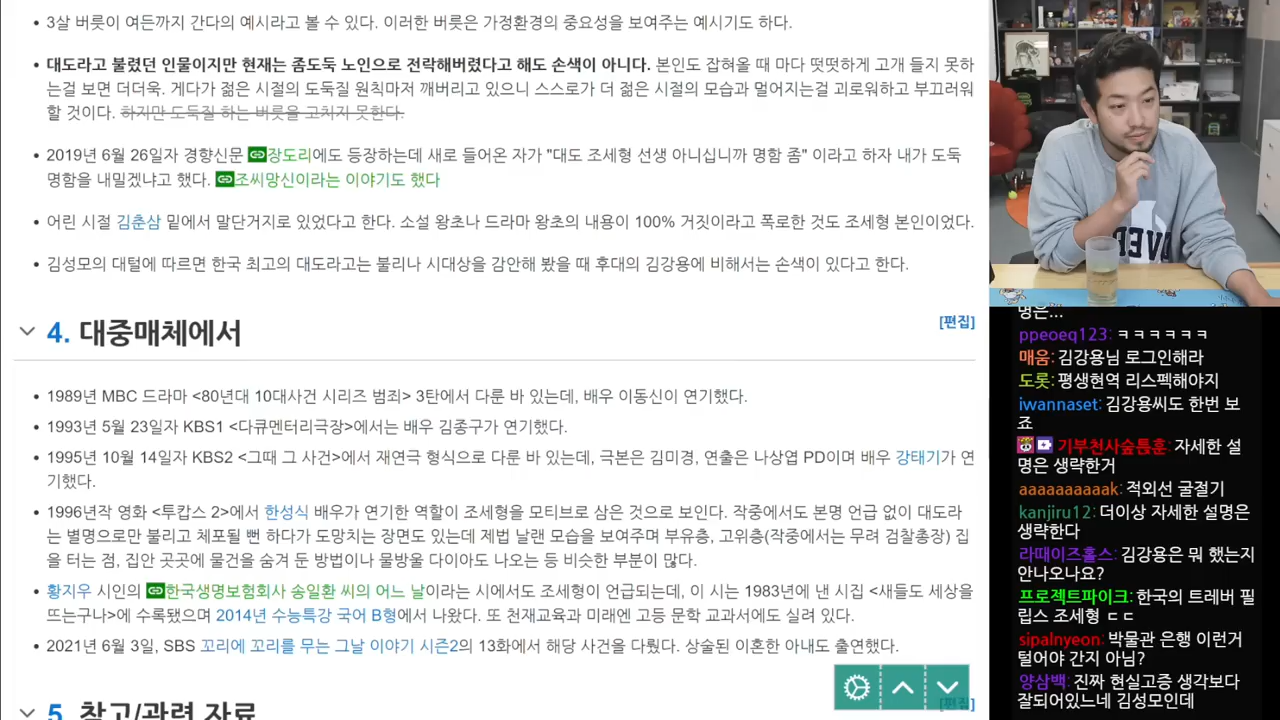 3살 버릇이 여든까지 간다의 예시라고 볼 수 있다. 이러한 버릇은 가정환경의 중요성을 보여주는 예시기도 하다.
대도라고 불렸던 인물이지만 현재는 좀도둑 노인으로 전락해버렸다고 해도 손색이 아니다. 본인도 잡혀올 때 마다 떳떳하게 고개 들지 못하
는걸 보면 더더욱. 게다가 젊은 시절의 도둑질 원칙마저 깨버리고 있으니 스스로가 더 젊은 시절의 모습과 멀어지는걸 괴로워하고 부끄러워
할 것이다. 하지만 도둑질 하는 버릇을 고치지 못한다.
2019년 6월 26일자 경향신문 장도리에도 등장하는데 새로 들어온 자가 "대도 조세형 선생 아니십니까 명함 좀" 이라고 하자 내가 도둑
명함을 내밀겠냐고 했다. 조씨망신이라는 이야기도 했다
어린 시절 김춘삼 밑에서 말단거지로 있었다고 한다. 소설 왕초나 드라마 왕초의 내용이 100% 거짓이라고 폭로한 것도 조세형 본인이었다.
김성모의 대털에 따르면 한국 최고의 대도라고는 불리나 시대상을 감안해 봤을 때 후대의 김강용에 비해서는 손색이 있다고 한다.
4. 대중매체에서
[편집]
1989년 MBC 드라마 <80년대 10대사건 시리즈 범죄> 3탄에서 다룬 바 있는데, 배우 이동신이 연기했다.
1993년 5월 23일자 KBS1 <다큐멘터리극장>에서는 배우 김종구가 연기했다.
1995년 10월 14일자 KBS2 <그때 그 사건>에서 재연극 형식으로 다룬 바 있는데, 극본은 김미경, 연출은 나상엽 PD이며 배우 강태기가 연
기했다.
1996년작 영화 <투캅스 2>에서 한성식 배우가 연기한 역할이 조세형을 모티브로 삼은 것으로 보인다. 작중에서도 본명 언급 없이 대도라
는 별명으로만 불리고 체포될 뻔 하다가 도망치는 장면도 있는데 제법 날랜 모습을 보여주며 부유층, 고위층(작중에서는 무려 검찰총장) 집
을 터는 점, 집안 곳곳에 물건을 숨겨 둔 방법이나 물방울 다이아도 나오는 등 비슷한 부분이 많다.
황지우 시인의 한국생명보험회사 송일환 씨의 어느 날이라는 시에서도 조세형이 언급되는데, 이 시는 1983년에 낸 시집 <새들도 세상을
뜨는구나>에 수록됐으며 2014년 수능특강 국어 B형에서 나왔다. 또 천재교육과 미래엔 고등 문학 교과서에도 실려 있다.
2021년 6월 3일, SBS 꼬리에 꼬리를 무는 그날 이야기 시즌2의 13화에서 해당 사건을 다뤘다. 상술된 이혼한 아내도 출연했다.
5. 참고/관련 자료
[편집]
명은...
ppeoeq123: ㅋㅋㅋㅋㅋㅋ
매움: 김강용님 로그인해라
도롯: 평생현역 리스펙해야지
iwannaset: 김강용씨도 한번 보
죠
기부천사숲틇훈: 자세한 설
명은 생략한거
aaaaaaaaaak: 적외선 굴절기
kanjiru12: 더이상 자세한 설명은
생략한다
라때이즈홀스: 김강용은 뭐 했는지
안나오나요?
프로젝트파이크: 한국의 트레버 필
립스 조세형 ㄷㄷ
sipalnyeon: 박물관 은행 이런거
털어야 간지 아님?
양삼백: 진짜 현실고증 생각보다
잘되어있느네 김성모인데